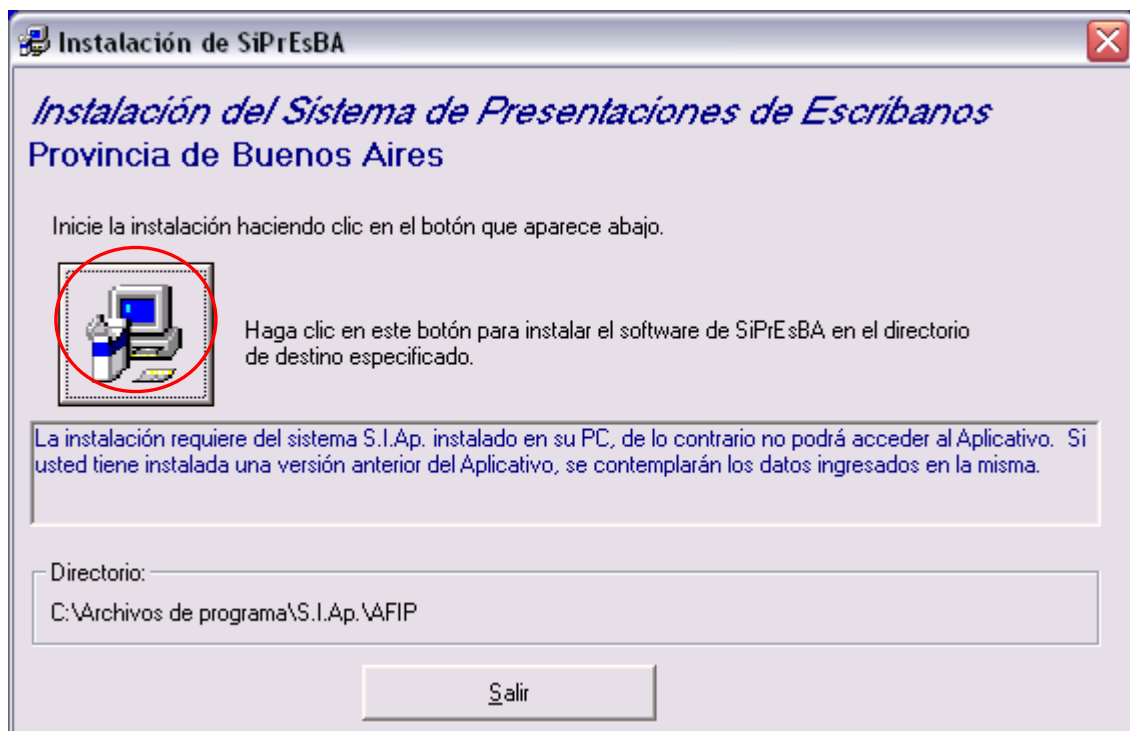 Instalación de SiPrEsBA
Instalación del Sistema de Presentaciones de Escribanos
Provincia de Buenos Aires
Inicie la instalación haciendo clic en el botón que aparece abajo.
Haga clic en este botón para instalar el software de SiPrEsBA en el directorio
de destino especificado.
La instalación requiere del sistema S.I.Ap. instalado en su PC, de lo contrario no podrá acceder al Aplicativo.  Si
usted tiene instalada una versión anterior del Aplicativo, se contemplarán los datos ingresados en la misma.
Directorio:
C:\Archivos de programa\S.I.Ap.\AFIP
Salir